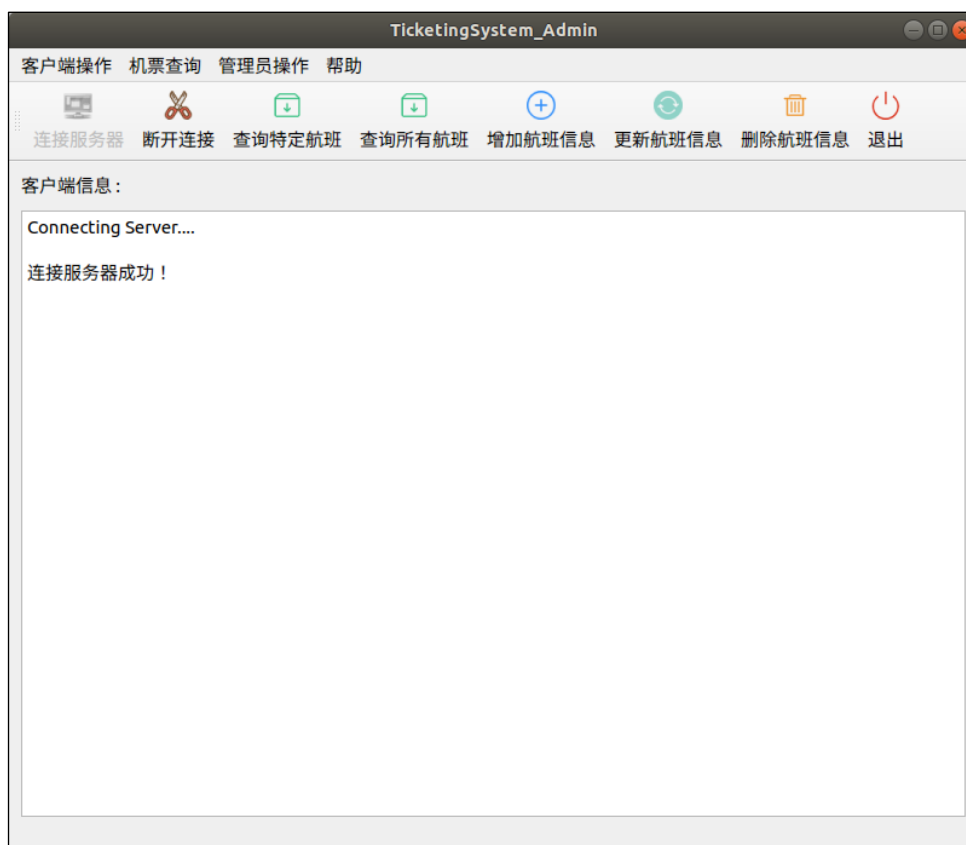 TicketingSystem_Admin
客户端操作 机票查询 管理员操作 帮助
连接服务器 断开连接 查询特定航班 查询所有航班 增加航班信息 更新航班信息 删除航班信息 退出
客户端信息:
Connecting Server....
连接服务器成功！